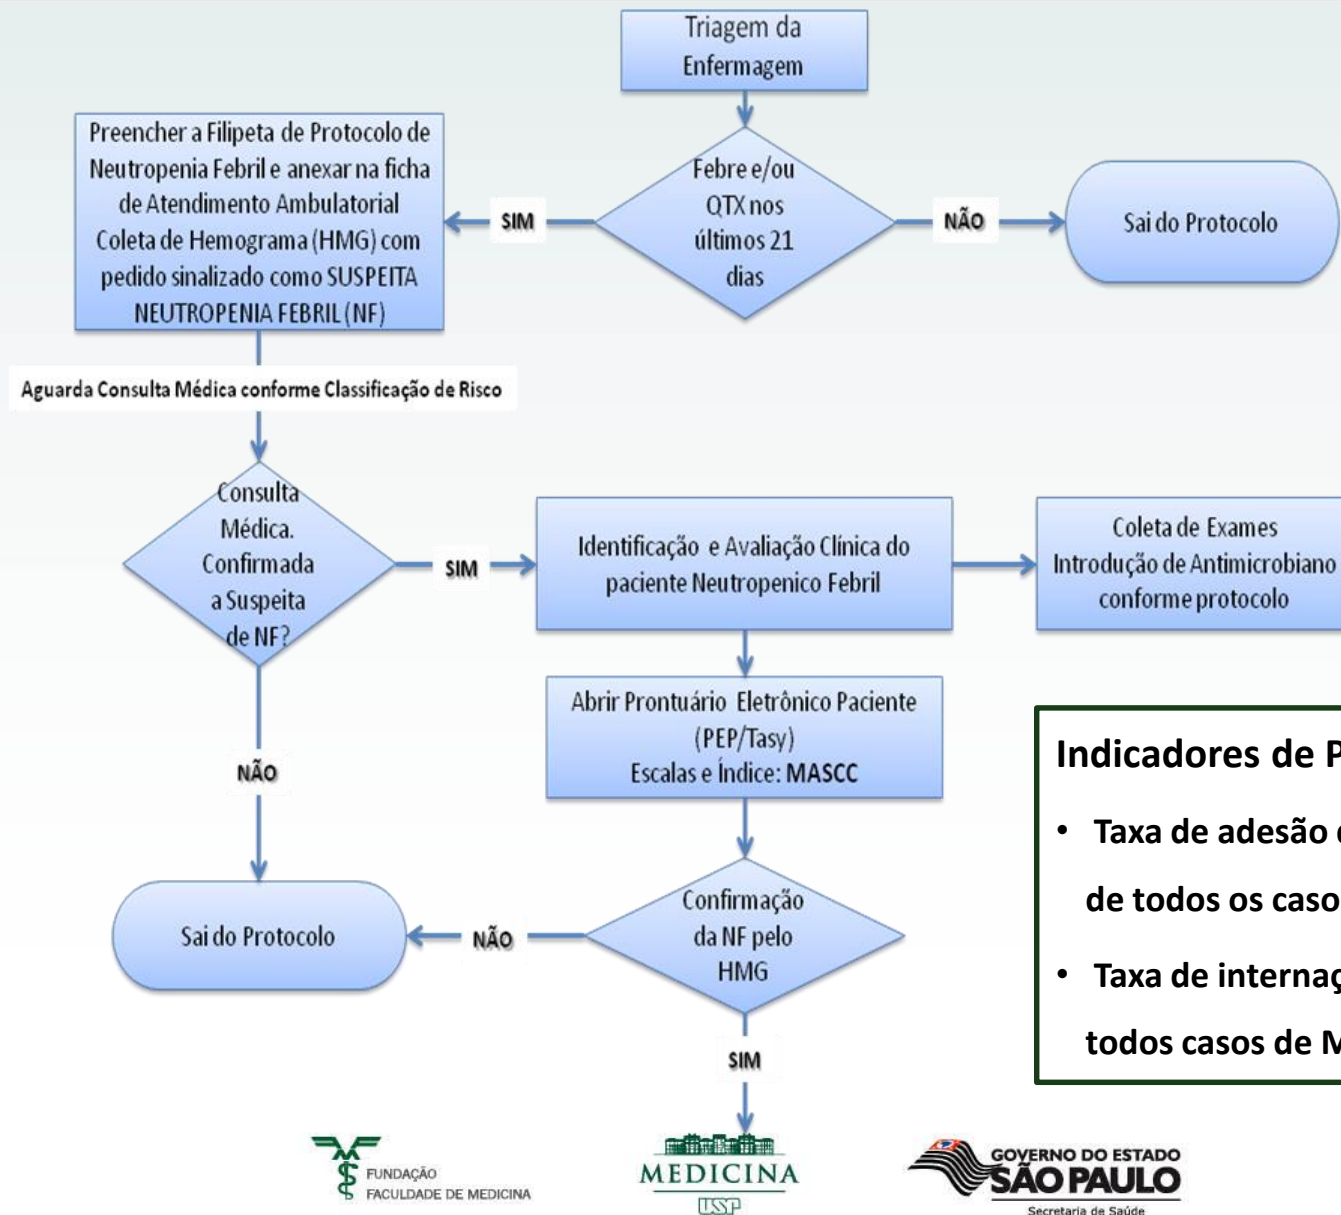 Triagem da
Enfermagem
Febre e/ou
QTX nos
últimos 21
dias
SIM
NÃO
Sai do Protocolo
Preencher a Filipeta de Protocolo de
Neutropenia Febril e anexar na ficha
de Atendimento Ambulatorial
Coleta de Hemograma (HMG) com
pedido sinalizado como SUSPEITA
NEUTROPENIA FEBRIL (NF)
Aguarda Consulta Médica conforme Classificação de Risco
Consulta
Médica.
Confirmada
a Suspeita
de NF?
SIM
Identificação e Avaliação Clínica do
paciente Neutropenico Febril
Coleta de Exames
Introdução de Antimicrobiano
conforme protocolo
Abrir Prontuário Eletrônico Paciente
(PEP/Tasy)
Escalas e Índice: MASCC
NÃO
Sai do Protocolo
NÃO
Confirmação
da NF pelo
HMG
SIM
Indicadores de P
• Taxa de adesão
de todos os caso
• Taxa de internaç
todos casos de M
FUNDAÇÃO
FACULDADE DE MEDICINA
MEDICINA
USP
GOVERNO DO ESTADO
SÃO PAULO
Secretaria de Saúde